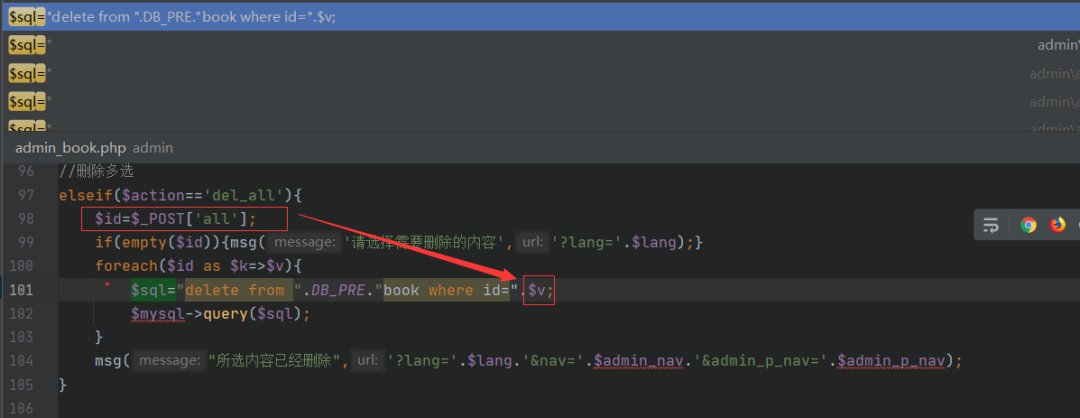 $sql="delete from ".DB_PRE."book where id=".$v;
$sql="
admin\
$sql="
admin\a
$sql="
admin\a
$sql="
admin\a
admin_book.php admin
96 //删除多选
97 elseif($action=='del_all'){
98 $id=$_POST['all'];
99 if(empty($id)){msg( message: '请选择需要删除的内容', url: '?lang='.$lang);}
100 foreach($id as $k=>$v){
101 " $sql="delete from ".DB_PRE."book where id=".$v;
102 $mysql->query($sql);
103 }
104 msg( message: "所选内容已经删除", url: '?lang='.$lang.'&nav='.$admin_nav.'&admin_p_nav='.$admin_p_nav);
105 }
106